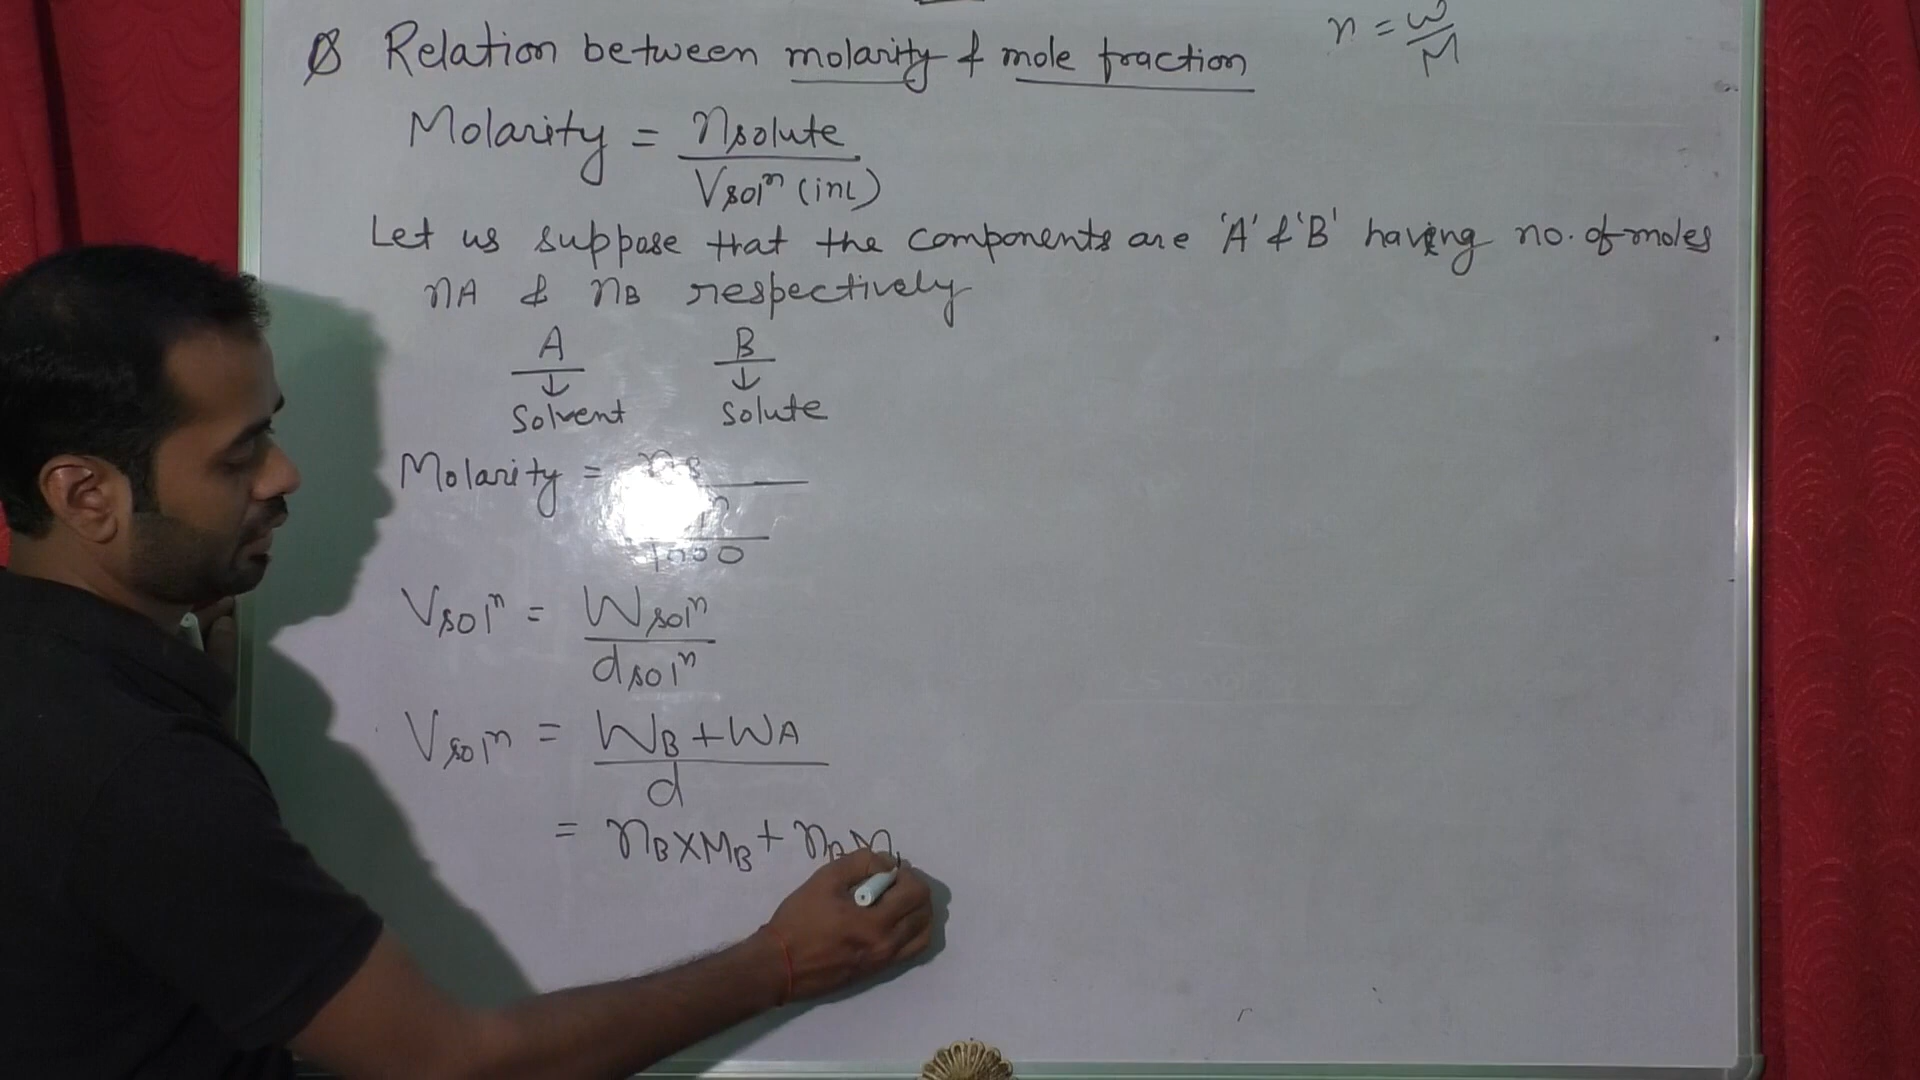 Relation between molarity & mole fraction
n = w/M
Molarity = nsolute / Vsolⁿ (in L)
Let us suppose that the components are 'A' & 'B' having no. of moles
nA & nB respectively
A B
↓ ↓
Solvent Solute
Molarity = / 1000
Vsolⁿ = Wsolⁿ / dsolⁿ
Vsolⁿ = WB + WA / d
= nB × MB + nA